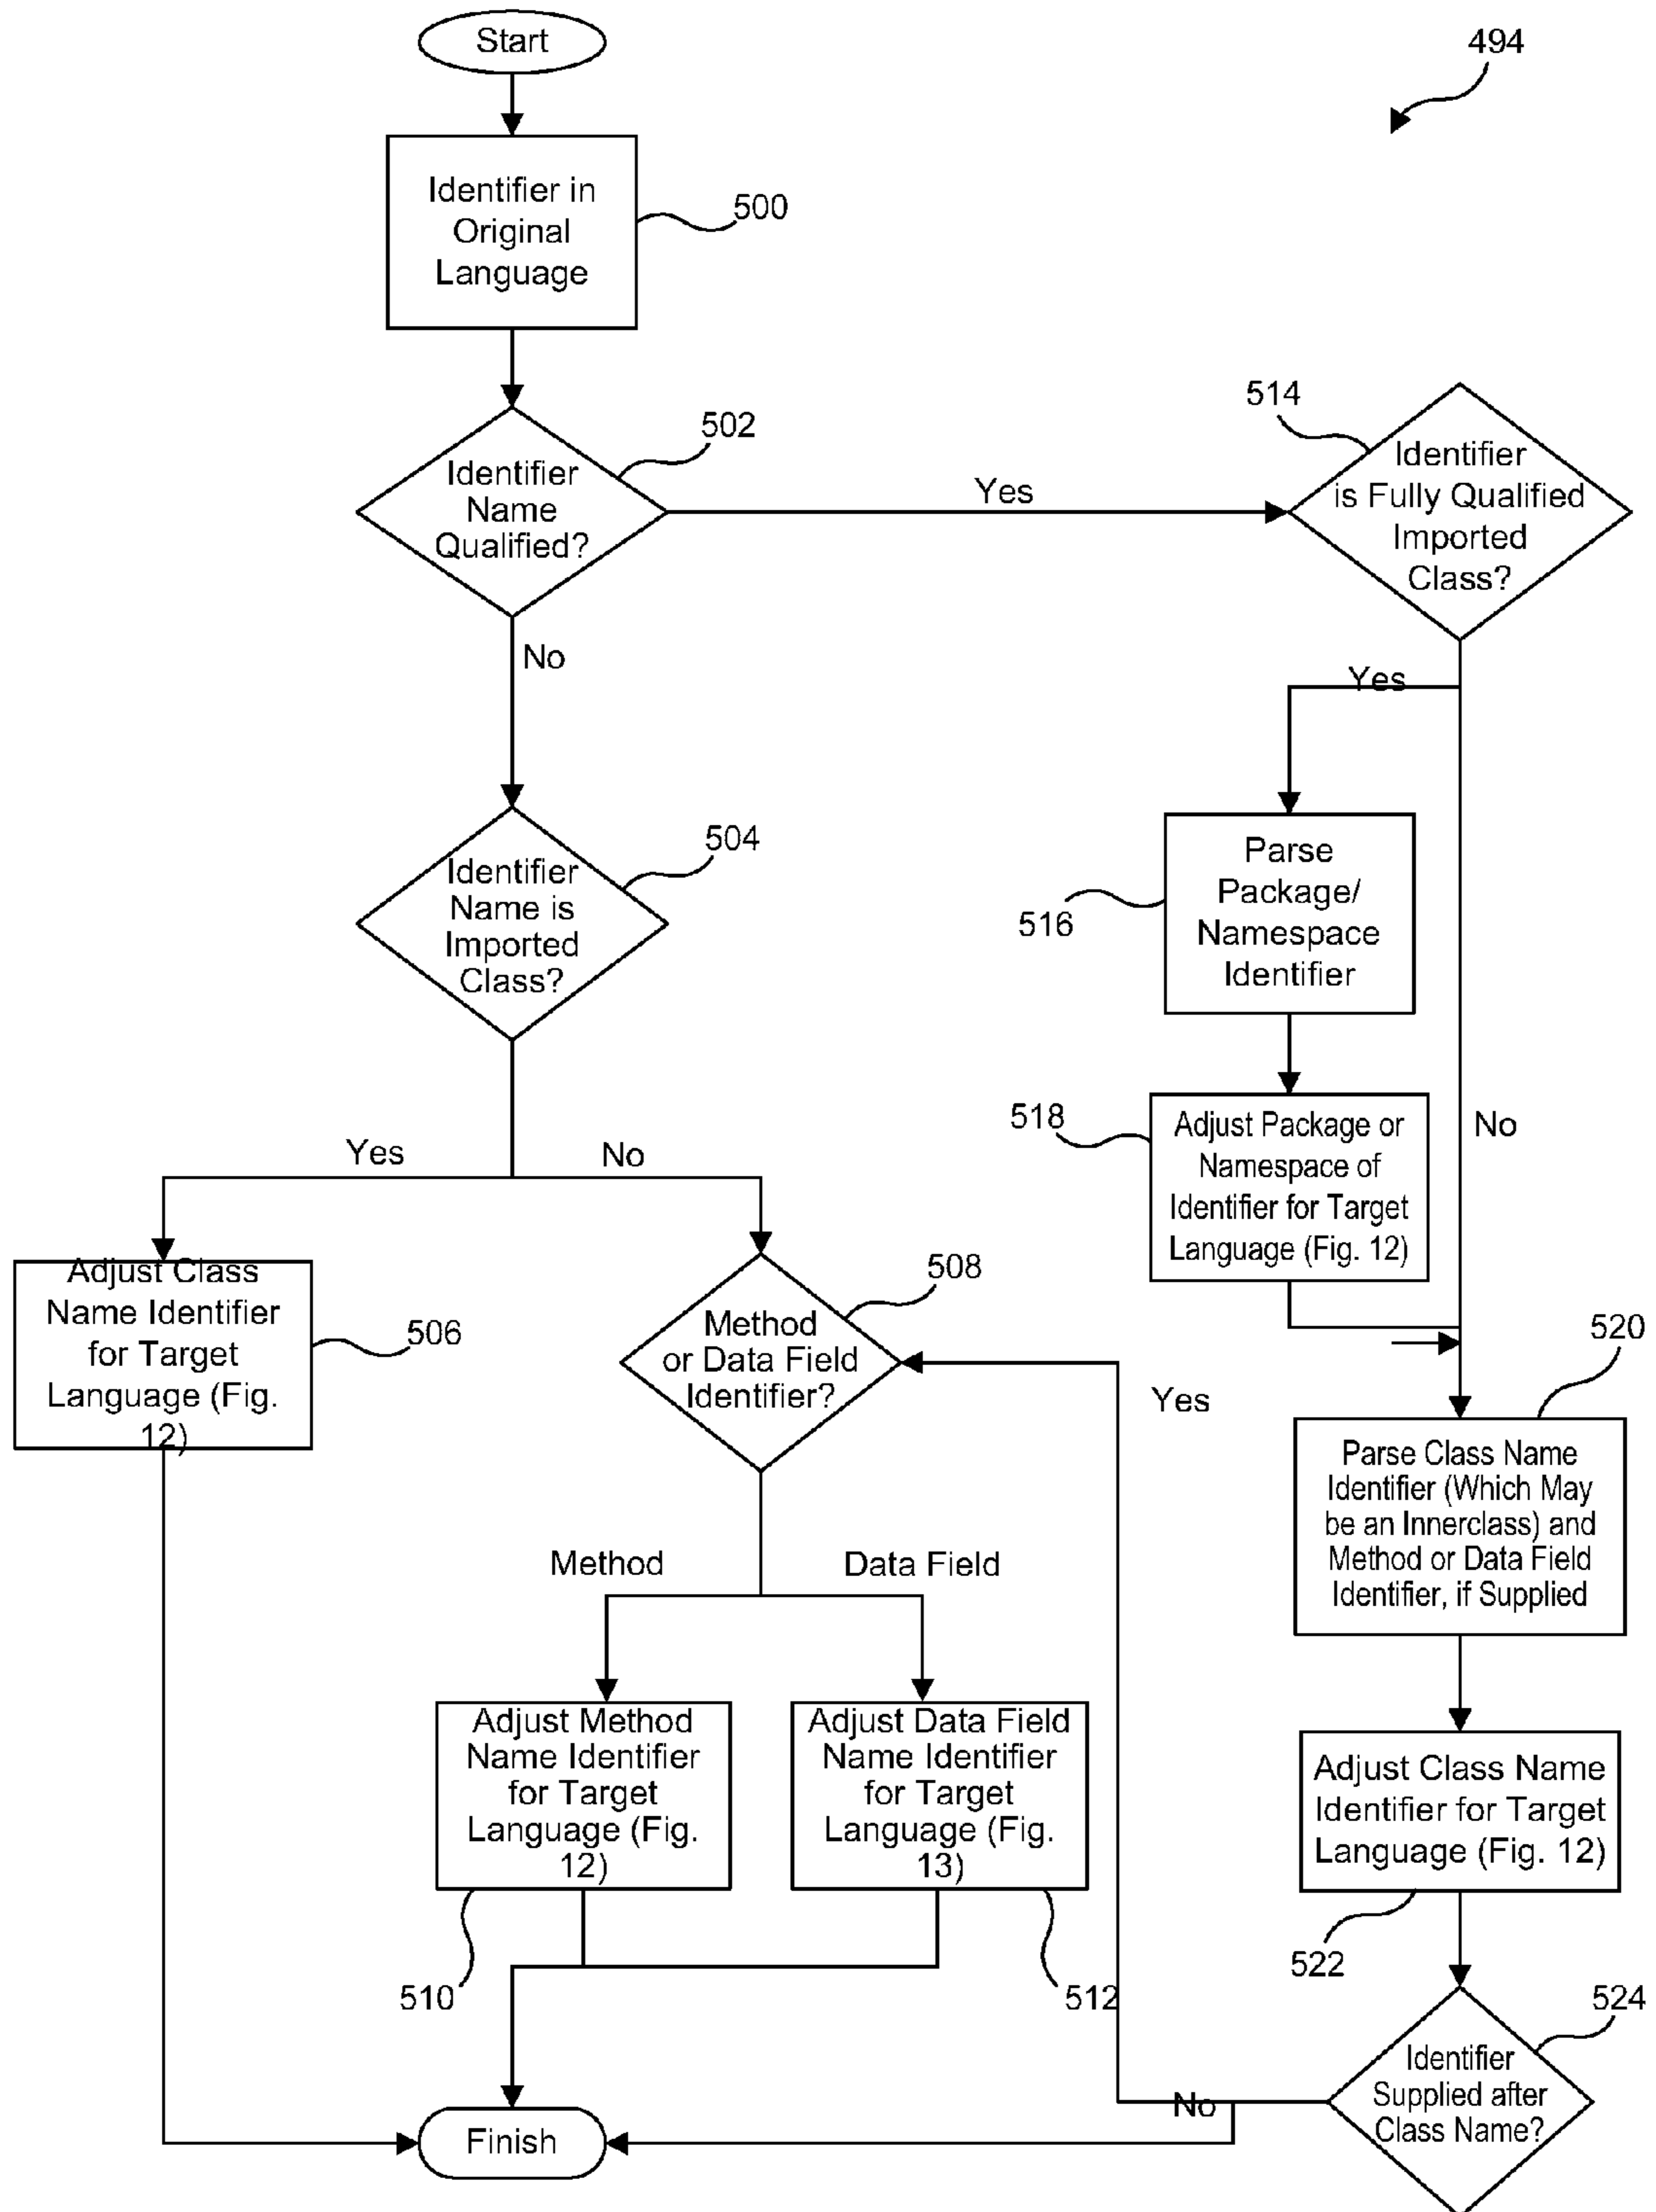 Start
494
Identifier in
Original
Language
500
502
Identifier
Name
Qualified?
Yes
514
Identifier
is Fully Qualified
Imported
Class?
No
Yes
504
Identifier
Name is
Imported
Class?
Parse
Package/
Namespace
Identifier
516
518
Adjust Package or
Namespace of
Identifier for Target
Language (Fig. 12)
No
Yes
No
Adjust Class
Name Identifier
for Target
Language (Fig.
12)
506
508
Method
or Data Field
Identifier?
Yes
520
Parse Class Name
Identifier (Which May
be an Innerclass) and
Method or Data Field
Identifier, if Supplied
Method
Data Field
Adjust Method
Name Identifier
for Target
Language (Fig.
12)
Adjust Data Field
Name Identifier
for Target
Language (Fig.
13)
Adjust Class Name
Identifier for Target
Language (Fig. 12)
522
510
512
524
Identifier
Supplied after
Class Name?
No
Finish